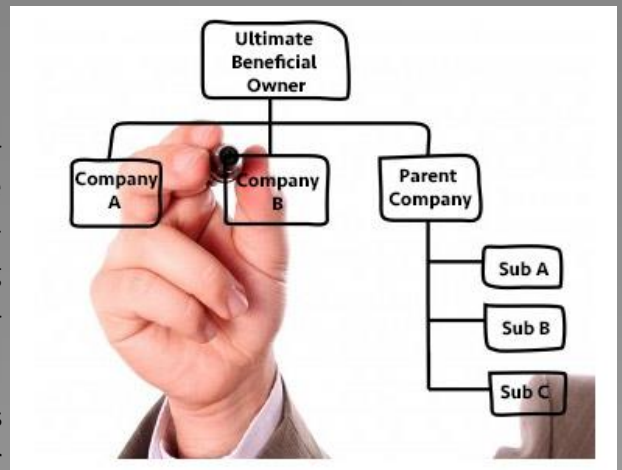 Ultimate
Beneficial
Owner
Company
A
Company
B
Parent
Company
Sub A
Sub B
Sub C